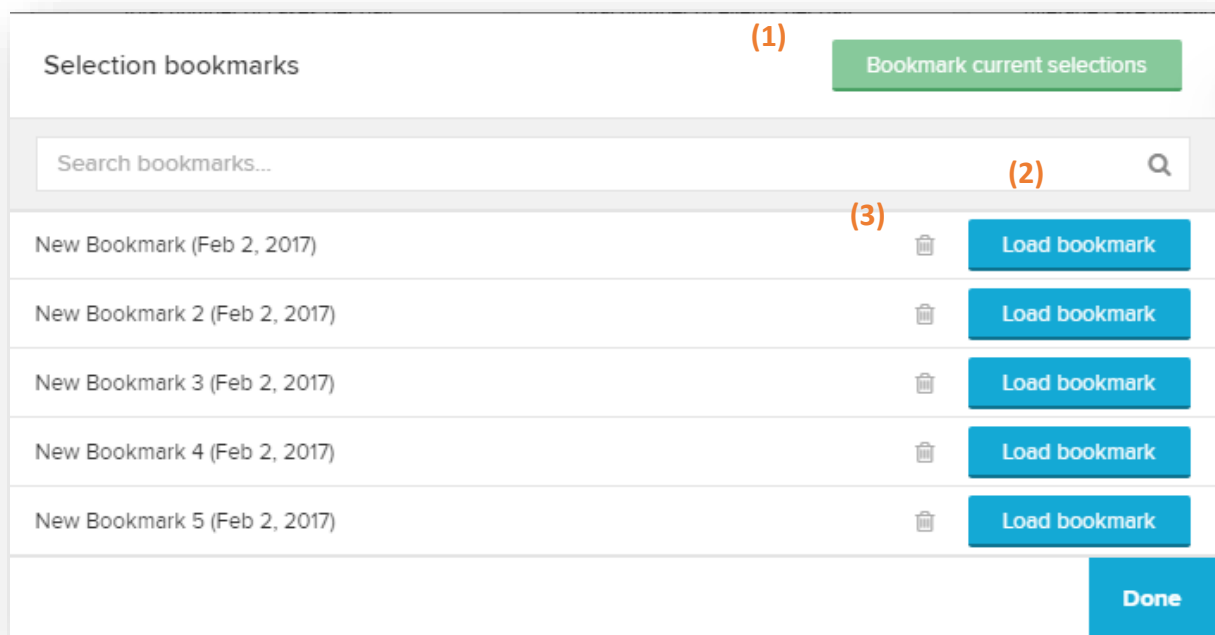 (1)
Selection bookmarks Bookmark current selections
Search bookmarks...
(2)
(3)
New Bookmark (Feb 2, 2017) Load bookmark
New Bookmark 2 (Feb 2, 2017) Load bookmark
New Bookmark 3 (Feb 2, 2017) Load bookmark
New Bookmark 4 (Feb 2, 2017) Load bookmark
New Bookmark 5 (Feb 2, 2017) Load bookmark
Done